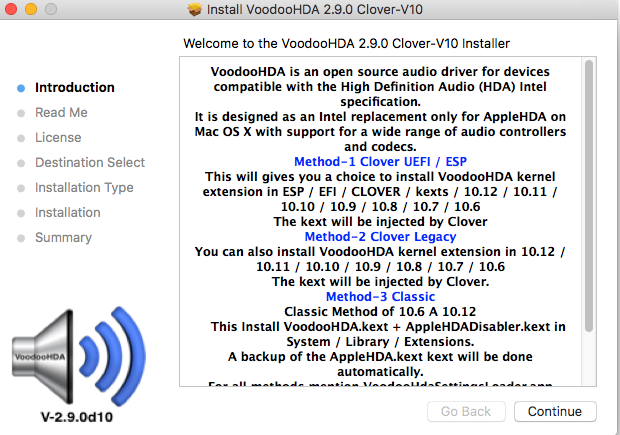 Install VoodooHDA 2.9.0 Clover-V10
Welcome to the VoodooHDA 2.9.0 Clover-V10 Installer
Introduction
Read Me
License
Destination Select
Installation Type
Installation
Summary
VoodooHDA is an open source audio driver for devices
compatible with the High Definition Audio (HDA) Intel
specification.
It is designed as an Intel replacement only for AppleHDA on
Mac OS X with support for a wide range of audio controllers
and codecs.
Method-1 Clover UEFI / ESP
This will gives you a choice to install VoodooHDA kernel
extension in ESP / EFI / CLOVER / kexts / 10.12 / 10.11 /
10.10 / 10.9 / 10.8 / 10.7 / 10.6
The kext will be injected by Clover
Method-2 Clover Legacy
You can also install VoodooHDA kernel extension in 10.12 /
10.11 / 10.10 / 10.9 / 10.8 / 10.7 / 10.6
The kext will be injected by Clover.
Method-3 Classic
Classic Method of 10.6 A 10.12
This Install VoodooHDA.kext + AppleHDADisabler.kext in
System / Library / Extensions.
A backup of the AppleHDA.kext kext will be done
automatically.
For all methods mention VoodooHdaSettingsLoader.app
VoodooHDA
V-2.9.0d10
Go Back
Continue